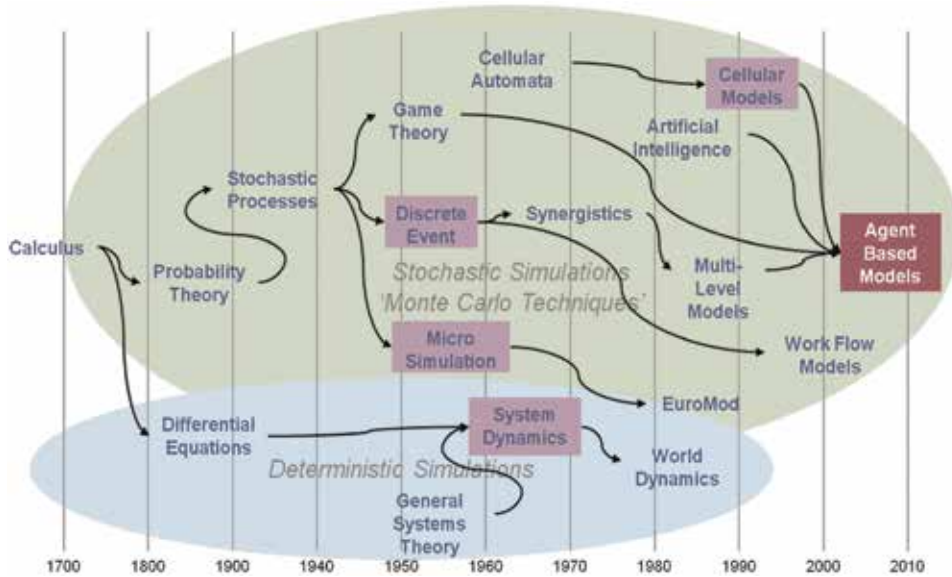 Cellular
Automata
Cellular
Models
Game
Theory
Artificial
Intelligence
Stochastic
Processes
Discrete
Event
Synergistics
Agent
Based
Models
Calculus
Probability
Theory
Stochastic Simulations
'Monte Carlo Techniques'
Multi-
Level
Models
Micro
Simulation
Work Flow
Models
EuroMod
Differential
Equations
System
Dynamics
World
Dynamics
Deterministic Simulations
General
Systems
Theory
1700 1800 1900 1940 1950 1960 1970 1980 1990 2000 2010